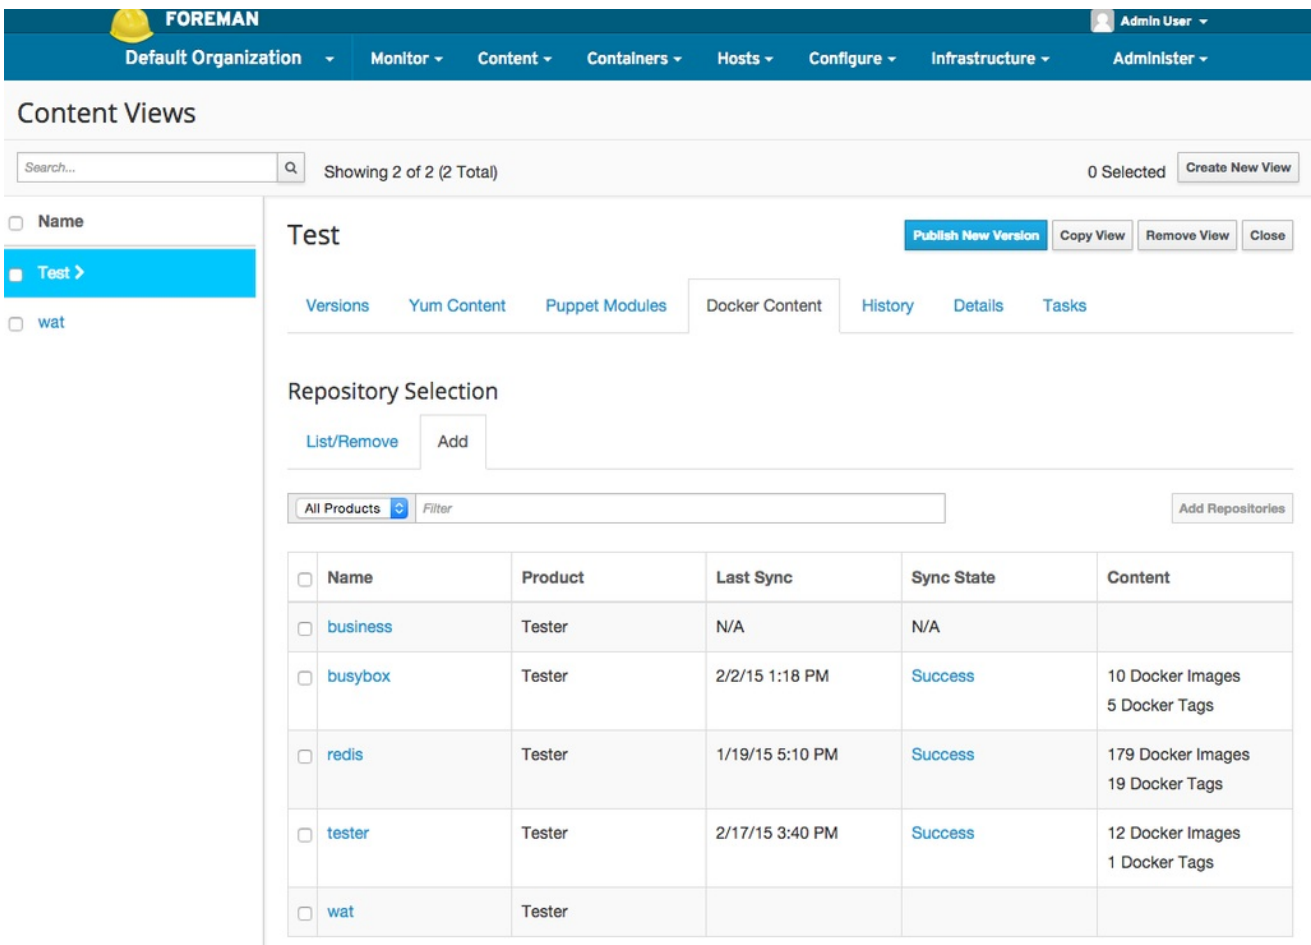 FOREMAN
Admin User
Default Organization Monitor Content Containers Hosts Configure Infrastructure Administer
Content Views
Search... Showing 2 of 2 (2 Total) 0 Selected Create New View
Name
Test
wat
Test Publish New Version Copy View Remove View Close
Versions Yum Content Puppet Modules Docker Content History Details Tasks
Repository Selection
List/Remove Add
All Products Filter Add Repositories
Name Product Last Sync Sync State Content
business Tester N/A N/A
busybox Tester 2/2/15 1:18 PM Success 10 Docker Images
5 Docker Tags
redis Tester 1/19/15 5:10 PM Success 179 Docker Images
19 Docker Tags
tester Tester 2/17/15 3:40 PM Success 12 Docker Images
1 Docker Tags
wat Tester